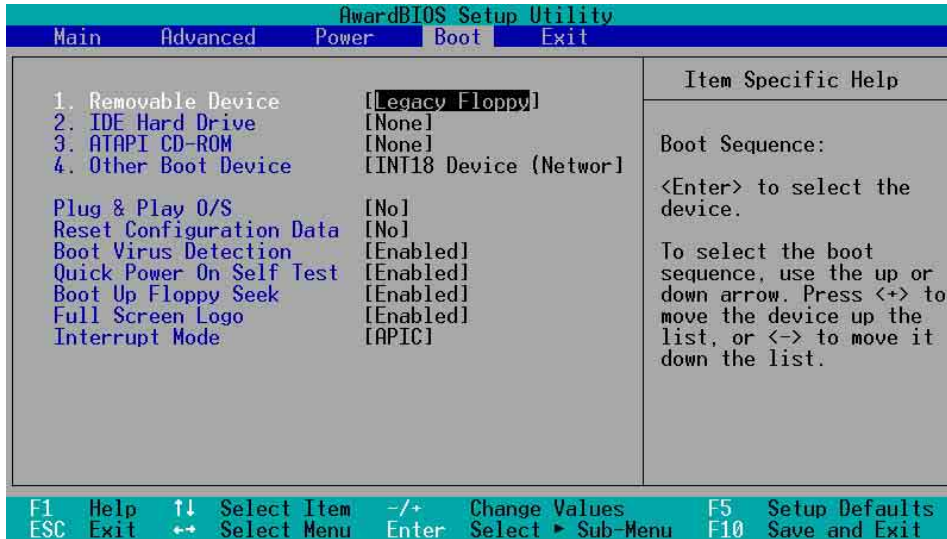 AwardBIOS Setup Utility
Main Advanced Power Boot Exit
1. Removable Device [Legacy Floppy]
2. IDE Hard Drive [None]
3. ATAPI CD-ROM [None]
4. Other Boot Device [INT18 Device (Networ]
Plug & Play O/S [No]
Reset Configuration Data [No]
Boot Virus Detection [Enabled]
Quick Power On Self Test [Enabled]
Boot Up Floppy Seek [Enabled]
Full Screen Logo [Enabled]
Interrupt Mode [APIC]
Item Specific Help
Boot Sequence:
<Enter> to select the
device.
To select the boot
sequence, use the up or
down arrow. Press <+> to
move the device up the
list, or <-> to move it
down the list.
F1 Help ↑↓ Select Item -/+ Change Values F5 Setup Defaults
ESC Exit ←→ Select Menu Enter Select ► Sub-Menu F10 Save and Exit